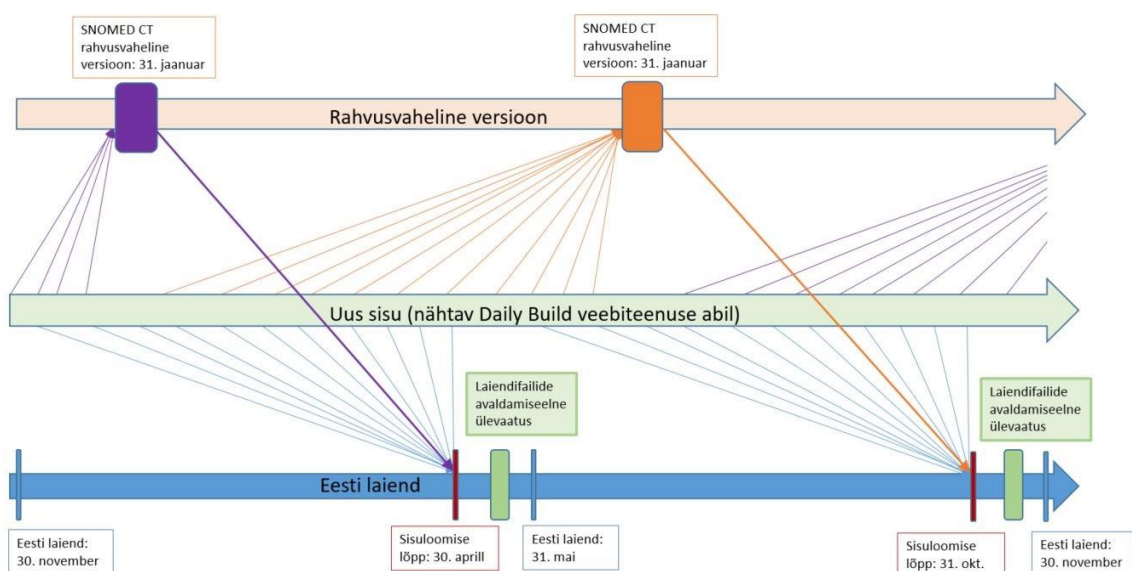 SNOMED CT
rahvusvaheline
versioon: 31. jaanuar
SNOMED CT
rahvusvaheline
versioon: 31. jaanuar
Rahvusvaheline versioon
Uus sisu (nähtav Daily Build veebiteenuse abil)
Laiendifailide
avaldamiseelne
ülevaatus
Laiendifailide
avaldamiseelne
ülevaatus
Eesti laiend
Eesti laiend:
30. november
Sisuloomise
lõpp: 30. aprill
Eesti laiend:
31. mai
Sisuloomise
lõpp: 31. okt.
Eesti laiend:
30. november